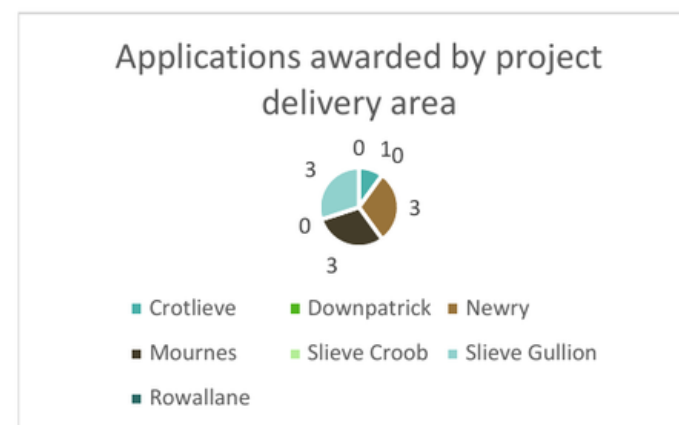 Applications awarded by project
delivery area
0 1 0
3
3
0
3
Crotlieve Downpatrick Newry
Mournes Slieve Croob Slieve Gullion
Rowallane